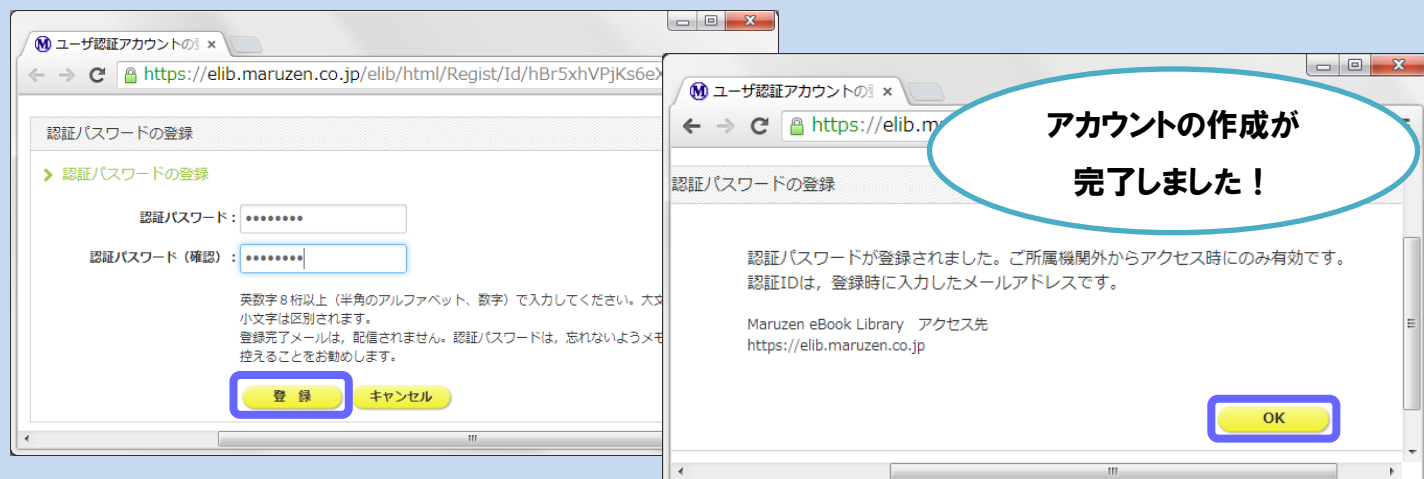 ユーザ認証アカウントの
https://elib.maruzen.co.jp/elib/html/Regist/Id/hBr5xhVPjKs6eX
認証パスワードの登録
認証パスワードの登録
認証パスワード：
認証パスワード（確認）：
英数字８桁以上（半角のアルファベット、数字）で入力してください。大文
小文字は区別されます。
登録完了メールは，配信されません。認証パスワードは，忘れないようメモ
控えることをお勧めします。
登 録
キャンセル
ユーザ認証アカウントの
https://elib.m
アカウントの作成が
完了しました！
認証パスワードの登録
認証パスワードが登録されました。ご所属機関外からアクセス時にのみ有効です。
認証IDは，登録時に入力したメールアドレスです。
Maruzen eBook Library アクセス先
https://elib.maruzen.co.jp
OK